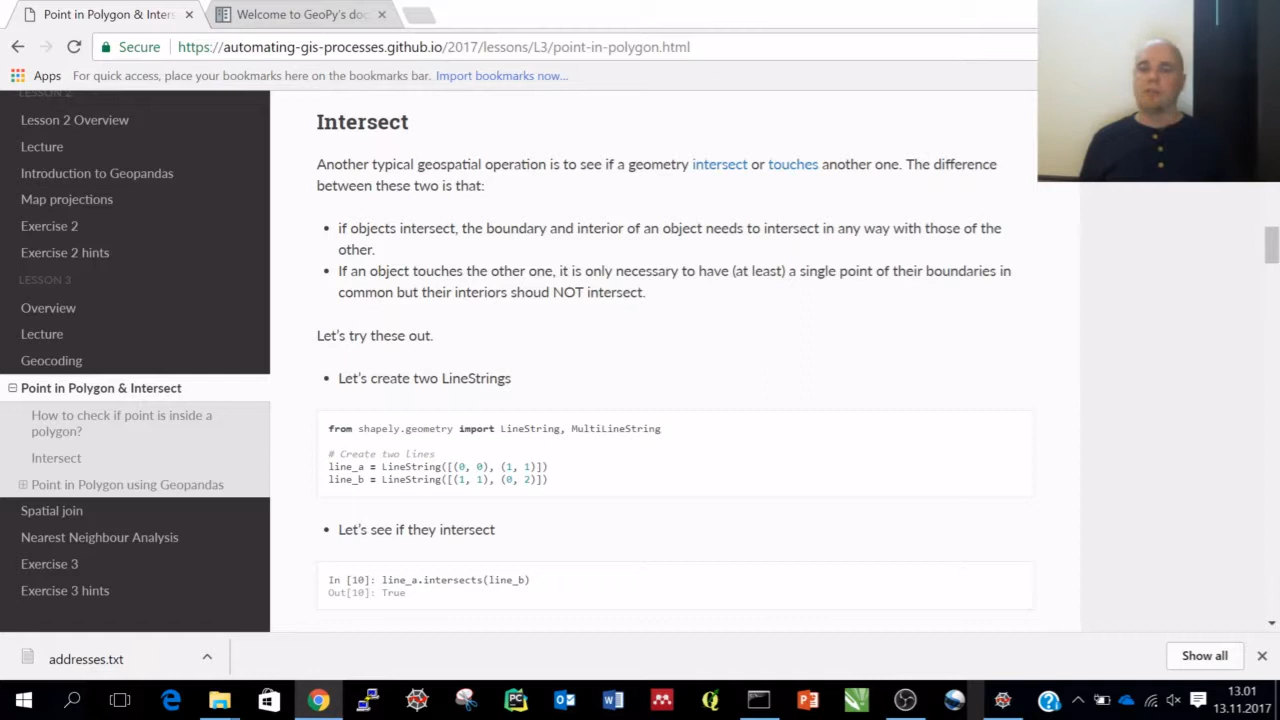 Point in Polygon & Inters
Welcome to GeoPy's doc
Secure
https://automating-gis-processes.github.io/2017/lessons/L3/point-in-polygon.html
Apps
For quick access, place your bookmarks here on the bookmarks bar. Import bookmarks now...
LESSON 2
Lesson 2 Overview
Lecture
Introduction to Geopandas
Map projections
Exercise 2
Exercise 2 hints
LESSON 3
Overview
Lecture
Geocoding
Point in Polygon & Intersect
How to check if point is inside a
polygon?
Intersect
Point in Polygon using Geopandas
Spatial join
Nearest Neighbour Analysis
Exercise 3
Exercise 3 hints
Intersect
Another typical geospatial operation is to see if a geometry intersect or touches another one. The difference
between these two is that:
• if objects intersect, the boundary and interior of an object needs to intersect in any way with those of the
other.
• If an object touches the other one, it is only necessary to have (at least) a single point of their boundaries in
common but their interiors shoud NOT intersect.
Let's try these out.
• Let's create two LineStrings
from shapely.geometry import LineString, MultiLineString
# Create two lines
line_a = LineString([(0, 0), (1, 1)])
line_b = LineString([(1, 1), (0, 2)])
• Let's see if they intersect
In [10]: line_a.intersects(line_b)
Out[10]: True
addresses.txt
Show all
13.01
13.11.2017